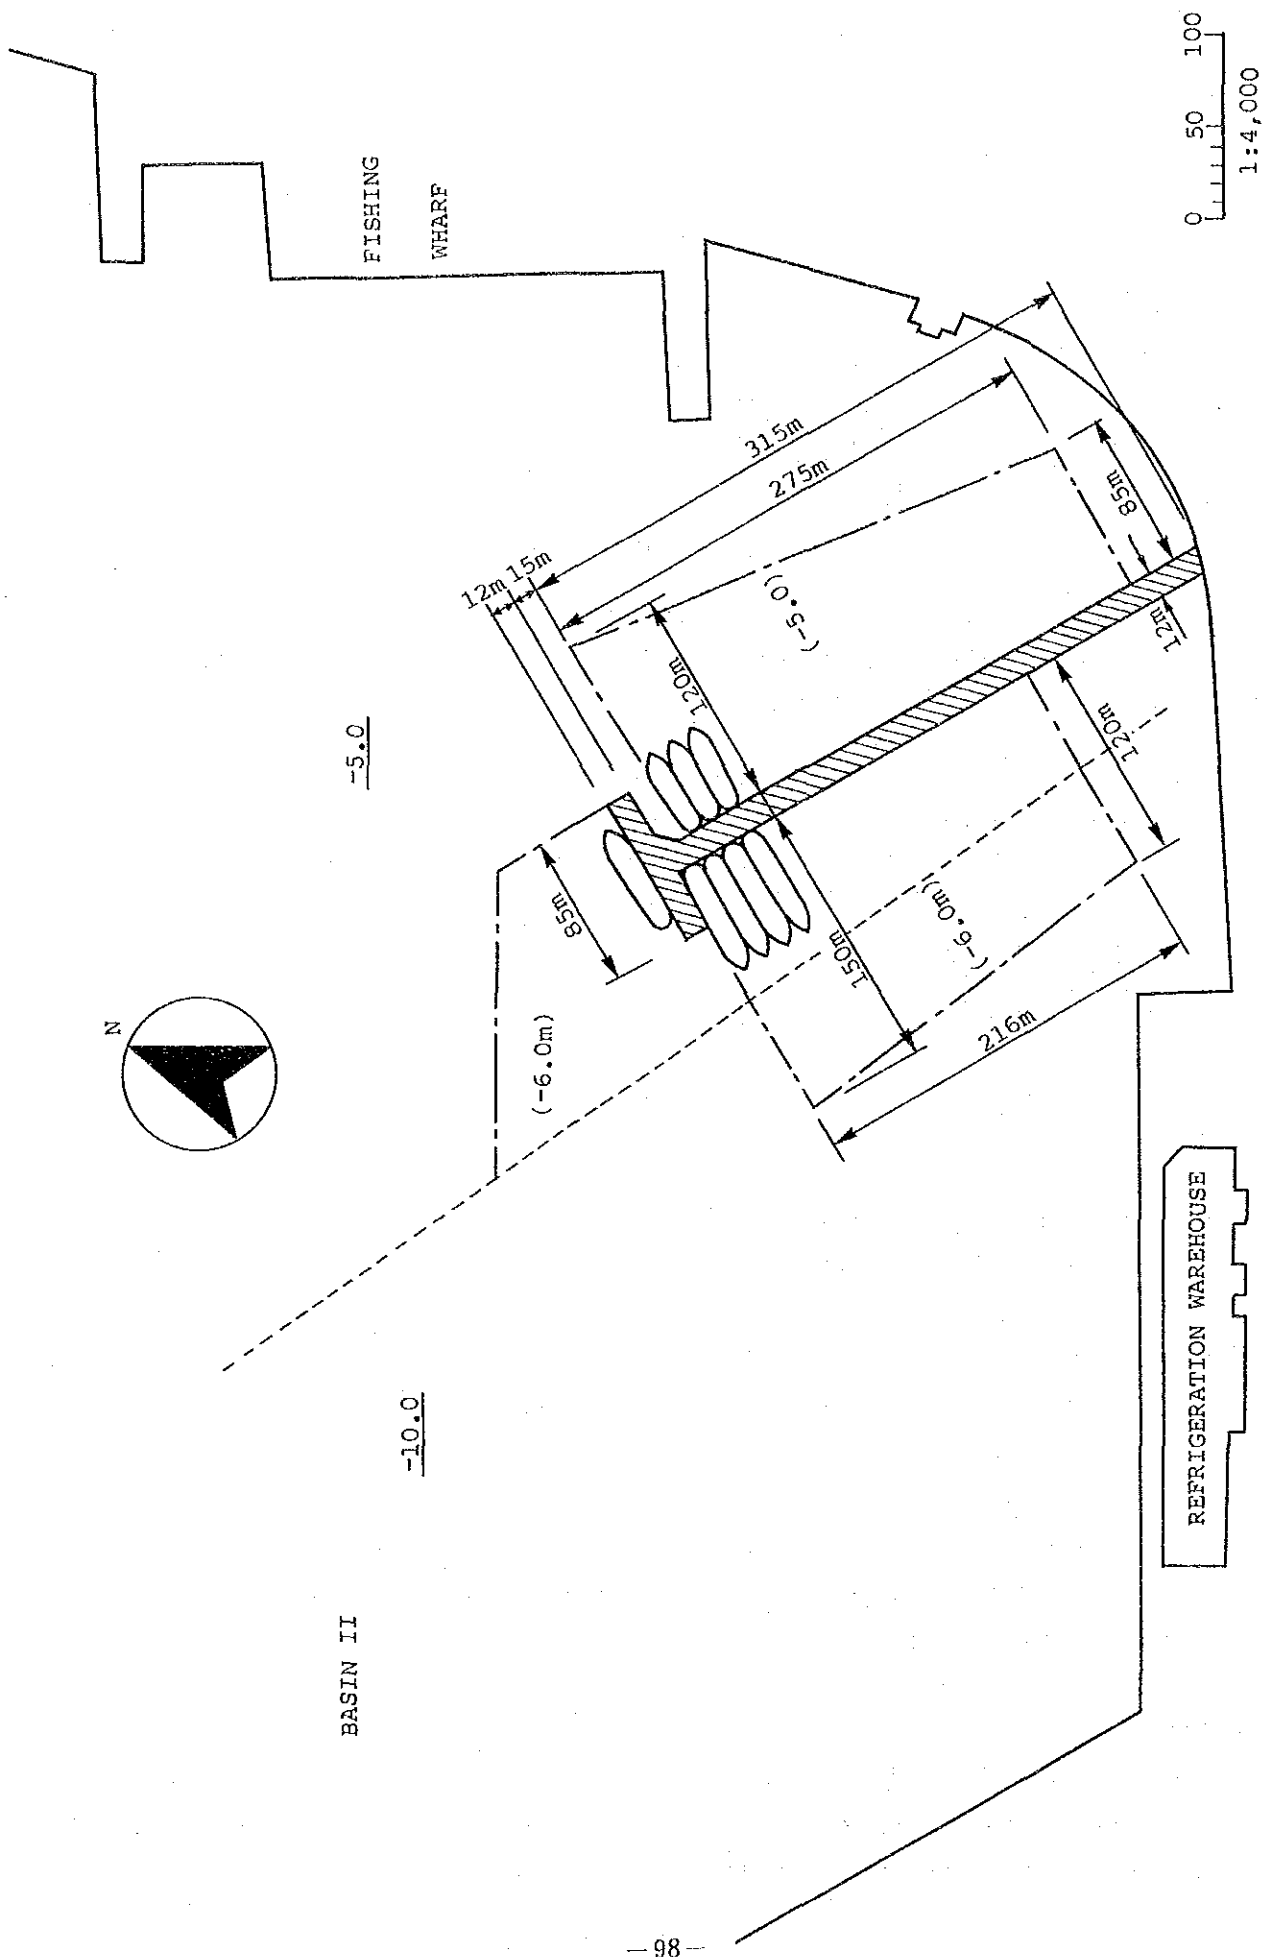 N
BASIN II
-10.0
-5.0
FISHING
WHARF
(-6.0m)
85m
12m
15m
315m
275m
120m
(-5.0)
85m
150m
(-6.0m)
120m
12m
216m
REFRIGERATION WAREHOUSE
0 50 100
1:4,000
—98—